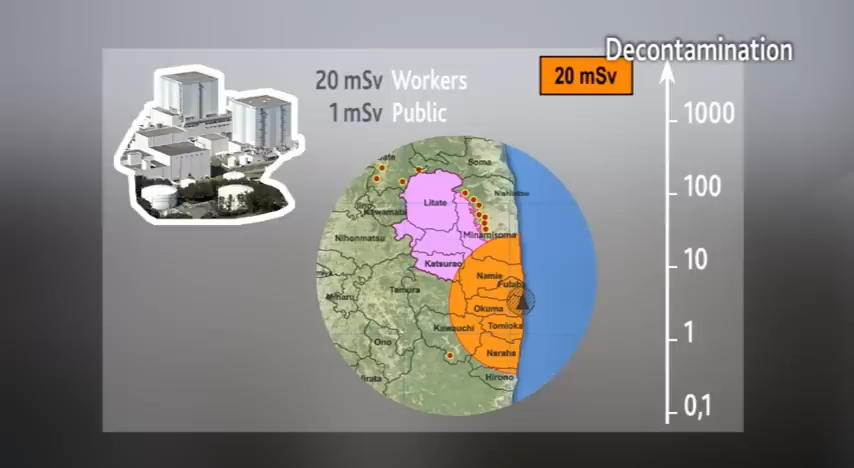 Decontamination
20 mSv Workers
20 mSv
1 mSv Public
1000
100
10
1
0,1
Soma
Litate
Kawamata
Minamisoma
Nihonmatsu
Katsurao
Namie
Futaba
Tamura
Miharu
Okuma
Kawauchi
Tomioka
Ono
Naraha
Hirono